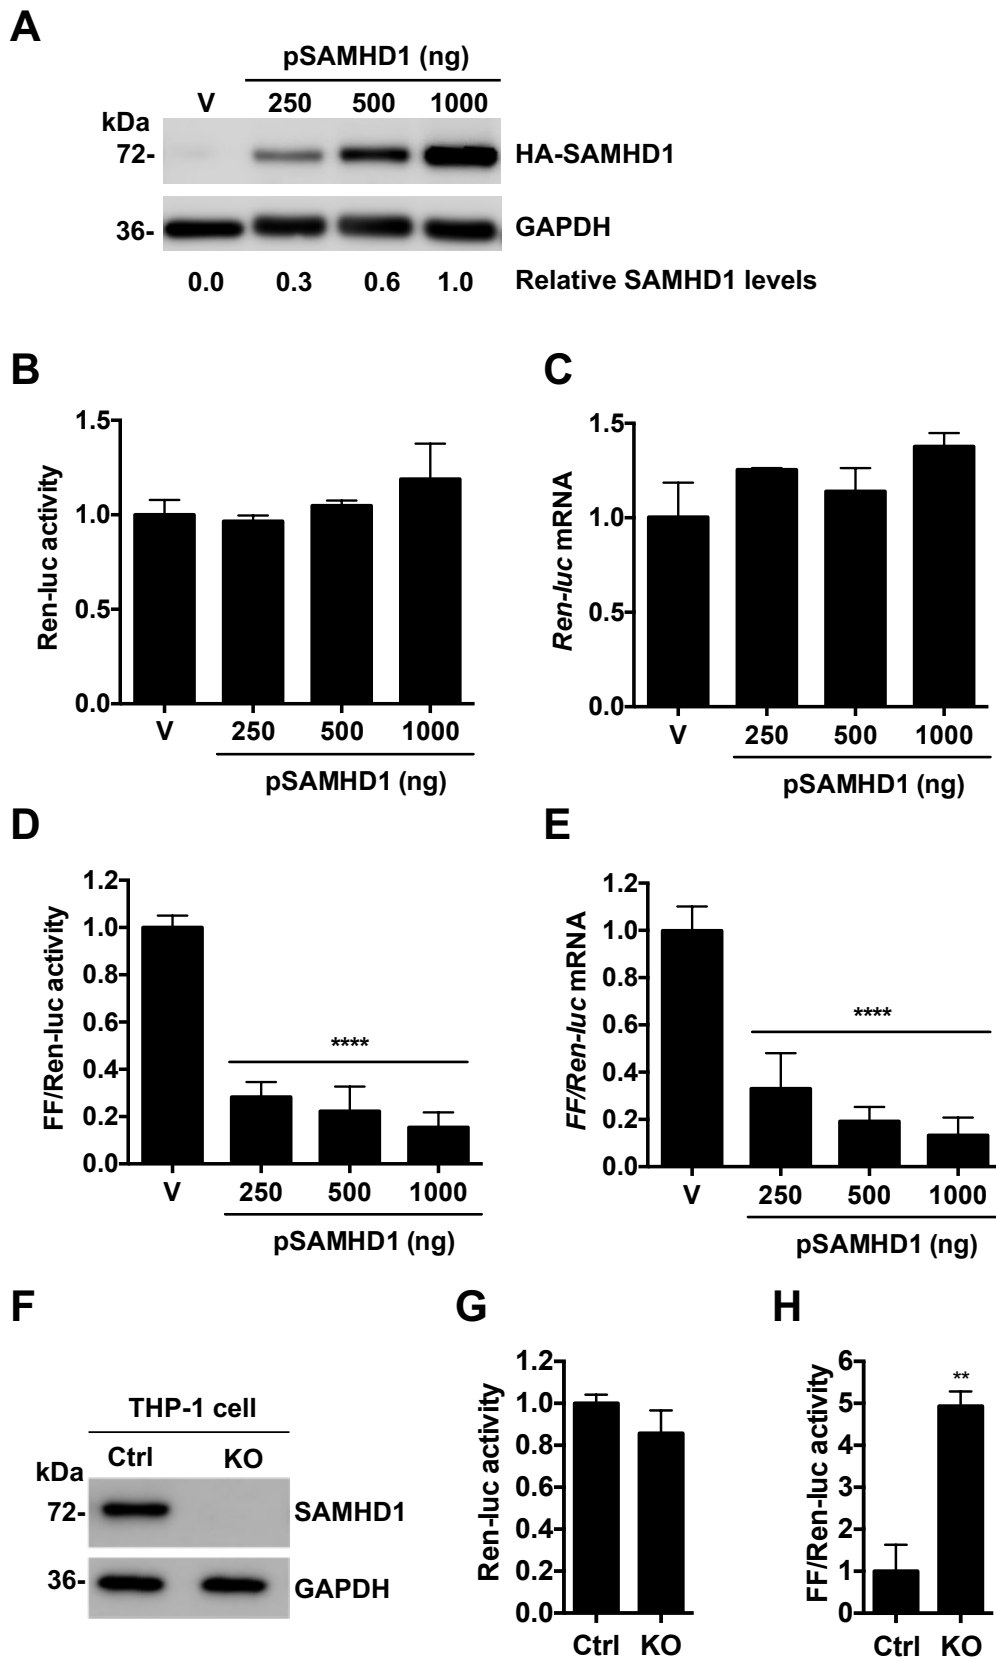 A
pSAMHD1 (ng)
V 250 500 1000
kDa
72- HA-SAMHD1
36- GAPDH
0.0 0.3 0.6 1.0 Relative SAMHD1 levels
B
Ren-luc activity
1.5
1.0
0.5
0.0
V 250 500 1000
pSAMHD1 (ng)
C
Ren-luc mRNA
1.5
1.0
0.5
0.0
V 250 500 1000
pSAMHD1 (ng)
D
FF/Ren-luc activity
1.2
1.0
0.8
0.6
0.4
0.2
0.0
****
V 250 500 1000
pSAMHD1 (ng)
E
FF/Ren-luc mRNA
1.2
1.0
0.8
0.6
0.4
0.2
0.0
****
V 250 500 1000
pSAMHD1 (ng)
F
THP-1 cell
Ctrl KO
kDa
72- SAMHD1
36- GAPDH
G
Ren-luc activity
1.2
1.0
0.8
0.6
0.4
0.2
0.0
Ctrl KO
H
FF/Ren-luc activity
6
5
4
3
2
1
0
**
Ctrl KO